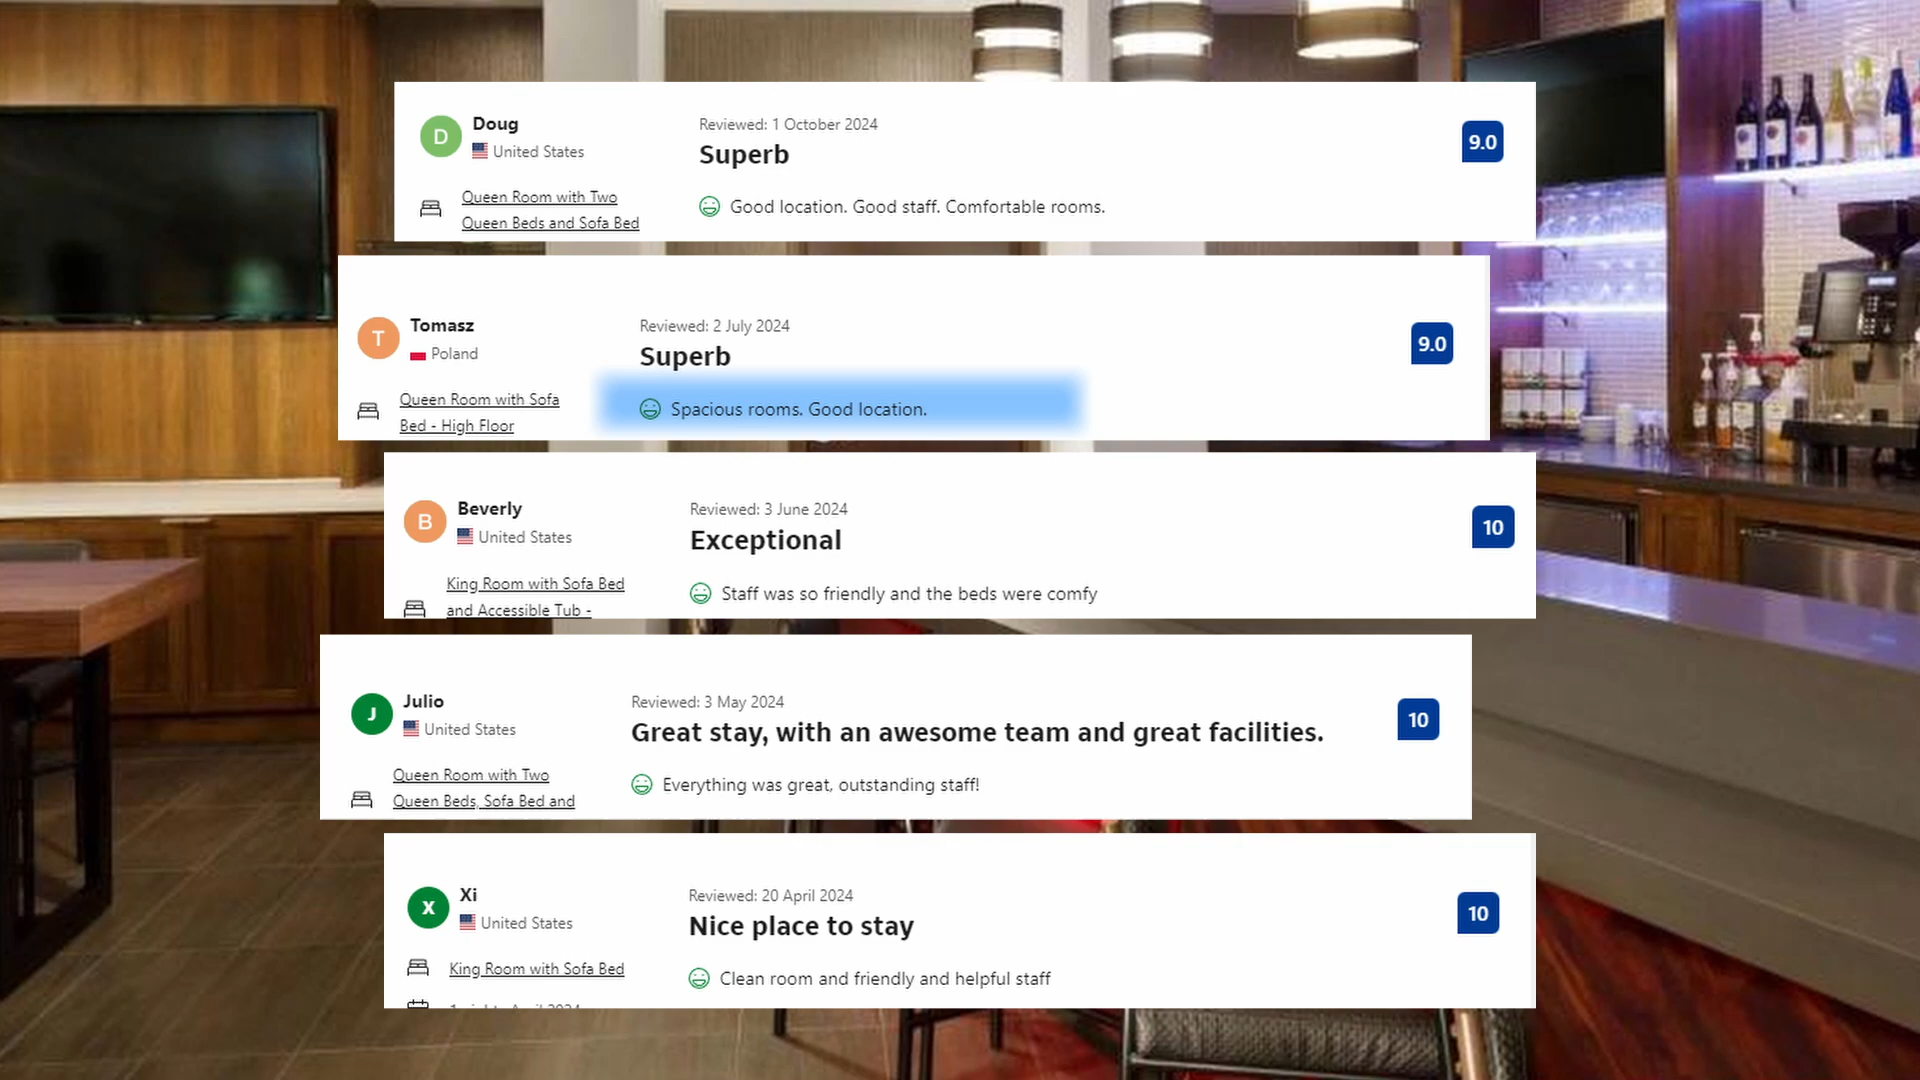 D
Doug
United States
Queen Room with Two
Queen Beds and Sofa Bed
Reviewed: 1 October 2024
Superb
Good location. Good staff. Comfortable rooms.
9.0
T
Tomasz
Poland
Queen Room with Sofa
Bed - High Floor
Reviewed: 2 July 2024
Superb
Spacious rooms. Good location.
9.0
B
Beverly
United States
King Room with Sofa Bed
and Accessible Tub -
Reviewed: 3 June 2024
Exceptional
Staff was so friendly and the beds were comfy
10
J
Julio
United States
Queen Room with Two
Queen Beds, Sofa Bed and
Reviewed: 3 May 2024
Great stay, with an awesome team and great facilities.
Everything was great, outstanding staff!
10
X
Xi
United States
King Room with Sofa Bed
Reviewed: 20 April 2024
Nice place to stay
Clean room and friendly and helpful staff
10